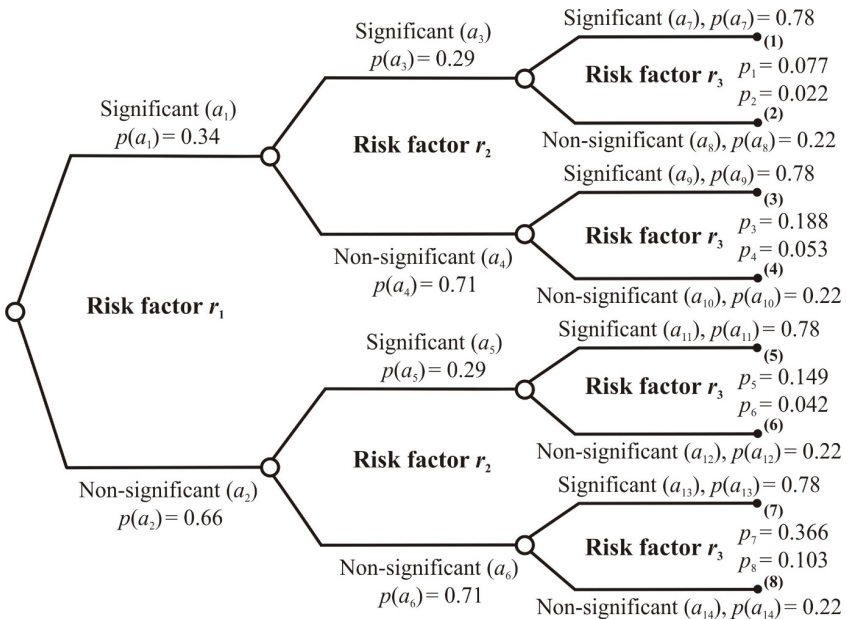 Significant (a₇), p(a₇) = 0.78
(1)
Significant (a₃)
p(a₃) = 0.29
Risk factor r₃
p₁ = 0.077
p₂ = 0.022
(2)
Non-significant (a₈), p(a₈) = 0.22
Significant (a₁)
p(a₁) = 0.34
Risk factor r₂
Significant (a₉), p(a₉) = 0.78
(3)
Risk factor r₃
p₃ = 0.188
p₄ = 0.053
(4)
Non-significant (a₄)
p(a₄) = 0.71
Non-significant (a₁₀), p(a₁₀) = 0.22
Risk factor r₁
Significant (a₁₁), p(a₁₁) = 0.78
(5)
Significant (a₅)
p(a₅) = 0.29
Risk factor r₃
p₅ = 0.149
p₆ = 0.042
(6)
Non-significant (a₁₂), p(a₁₂) = 0.22
Risk factor r₂
Non-significant (a₂)
p(a₂) = 0.66
Significant (a₁₃), p(a₁₃) = 0.78
(7)
Risk factor r₃
p₇ = 0.366
p₈ = 0.103
(8)
Non-significant (a₆)
p(a₆) = 0.71
Non-significant (a₁₄), p(a₁₄) = 0.22